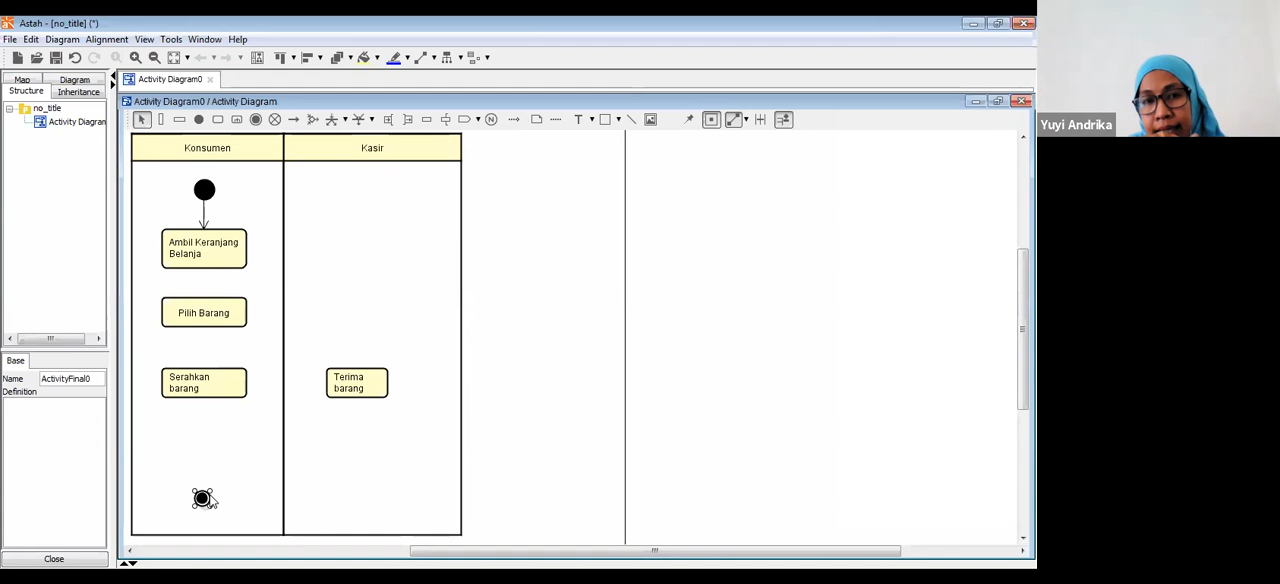 Astah - [no_title] (*)
File Edit Diagram Alignment View Tools Window Help
Map Diagram
Structure Inheritance
no_title
Activity Diagram
Activity Diagram0
Activity Diagram0 / Activity Diagram
T
N
Konsumen Kasir
Ambil Keranjang
Belanja
Pilih Barang
Serahkan
barang
Terima
barang
Base
Name ActivityFinal0
Definition
Close
Yuyi Andrika